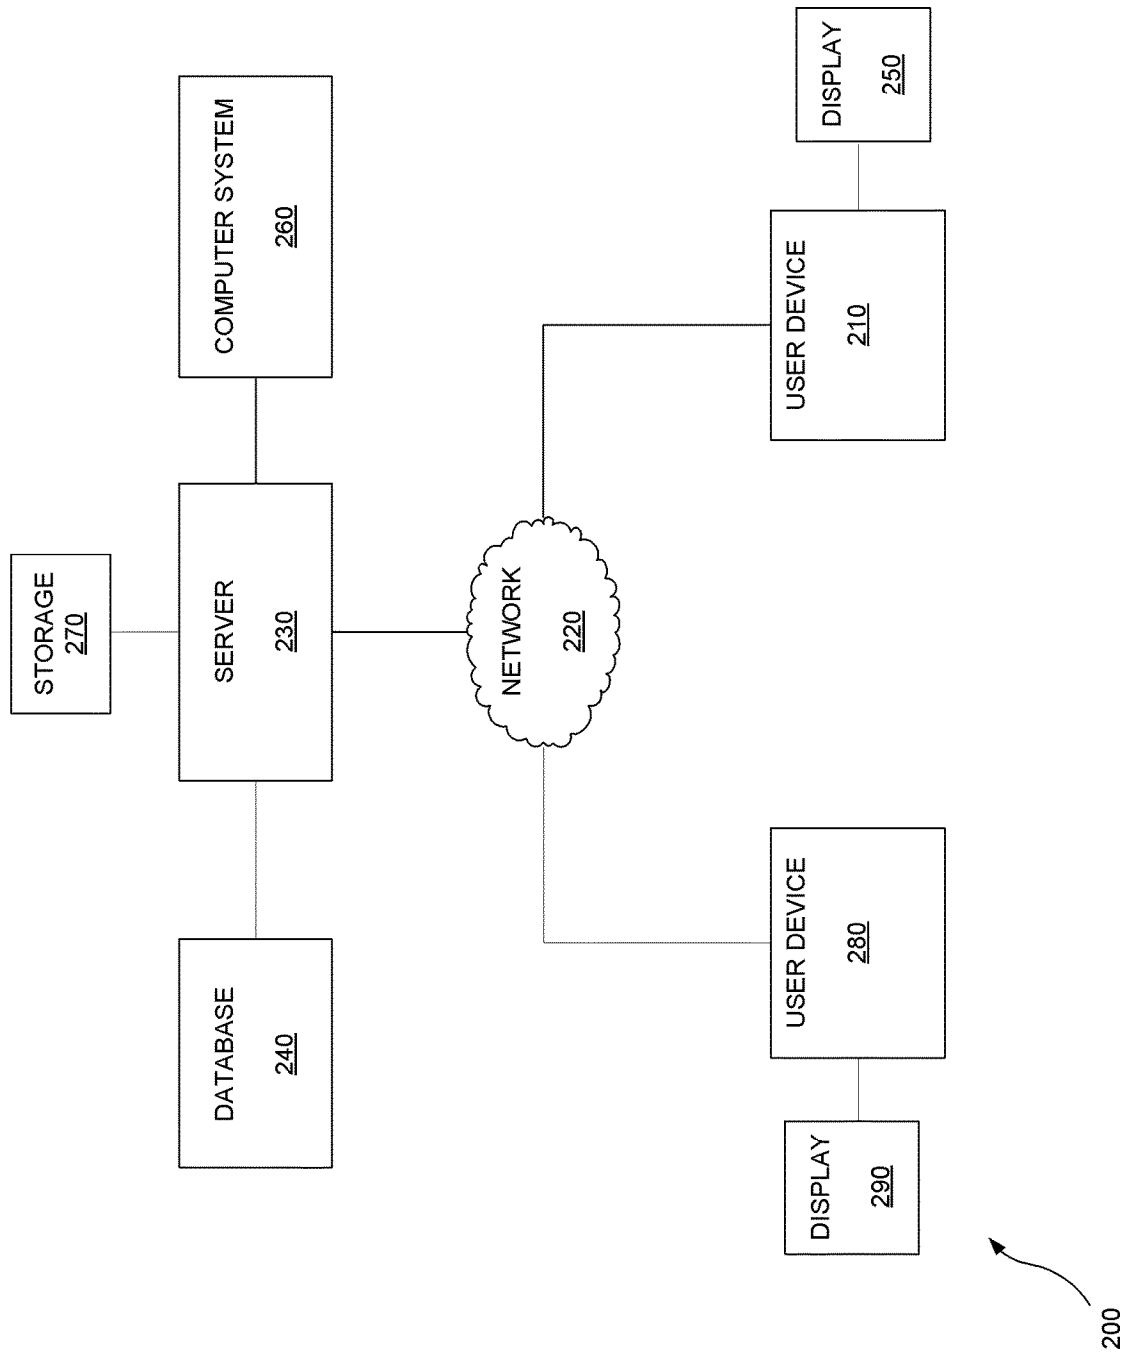 STORAGE
270
DATABASE
240
SERVER
230
COMPUTER SYSTEM
260
NETWORK
220
DISPLAY
290
USER DEVICE
280
USER DEVICE
210
DISPLAY
250
200